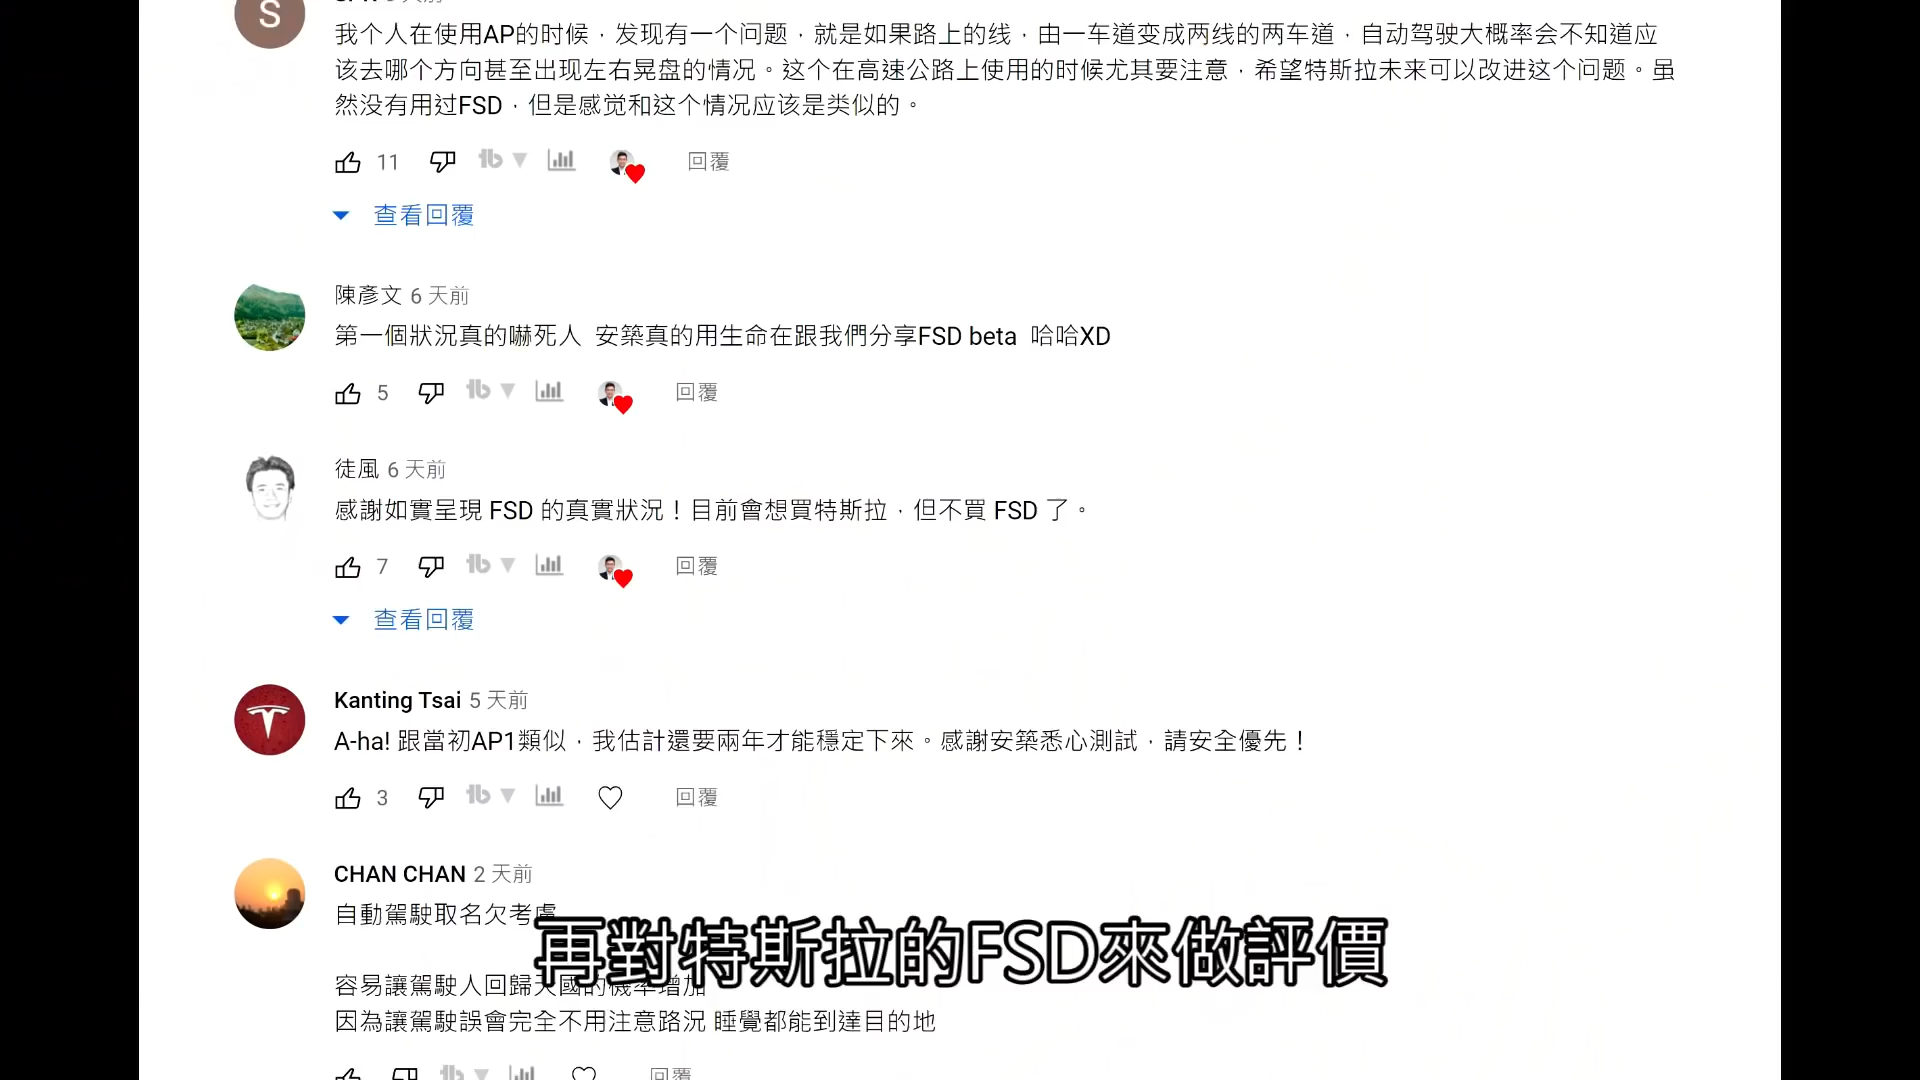 S
我个人在使用AP的时候，发现有一个问题，就是如果路上的线，由一车道变成两线的两车道，自动驾驶大概率会不知道应
该去哪个方向甚至出现左右晃盘的情况。这个在高速公路上使用的时候尤其要注意，希望特斯拉未来可以改进这个问题。虽
然没有用过FSD，但是感觉和这个情况应该是类似的。
11 tb 回覆
查看回覆
陳彥文 6 天前
第一個狀況真的嚇死人 安築真的用生命在跟我們分享FSD beta 哈哈XD
5 tb 回覆
徒風 6 天前
感謝如實呈現 FSD 的真實狀況！目前會想買特斯拉，但不買 FSD 了。
7 tb 回覆
查看回覆
Kanting Tsai 5 天前
A-ha! 跟當初AP1類似，我估計還要兩年才能穩定下來。感謝安築悉心測試，請安全優先！
3 tb 回覆
CHAN CHAN 2 天前
自動駕駛取名欠考慮
再對特斯拉的FSD來做評價
容易讓駕駛人回歸天國的機率增加
因為讓駕駛誤會完全不用注意路況 睡覺都能到達目的地
tb 回覆